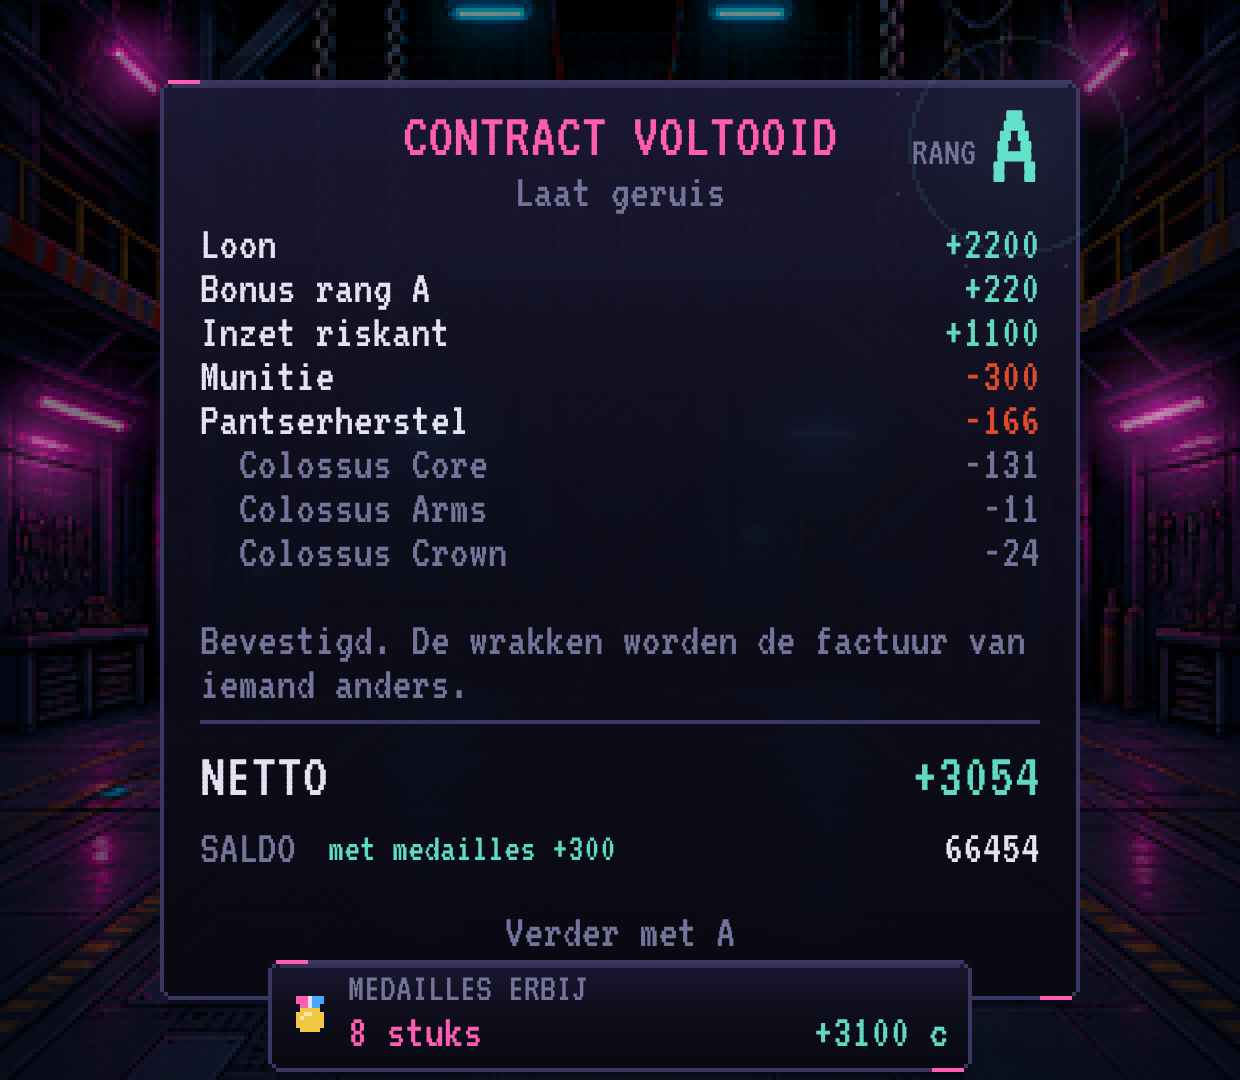 CONTRACT VOLTOOID
RANG A
Laat geruis
Loon +2200
Bonus rang A +220
Inzet riskant +1100
Munitie -300
Pantserherstel -166
Colossus Core -131
Colossus Arms -11
Colossus Crown -24
Bevestigd. De wrakken worden de factuur van
iemand anders.
NETTO +3054
SALDO met medailles +300 66454
Verder met A
MEDAILLES ERBIJ
8 stuks +3100 c